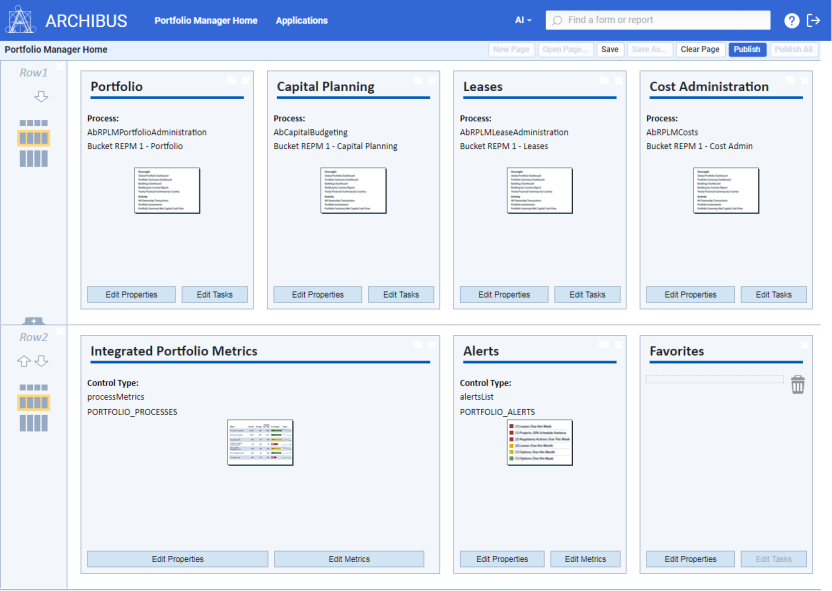 ARCHIBUS
Portfolio Manager Home
Applications
AI
Find a form or report
?
Portfolio Manager Home
New Page
Open Page...
Save
Save As...
Clear Page
Publish
Publish All
Row1
Portfolio
Process:
AbRPLMPortfolioAdministration
Bucket REPM 1 - Portfolio
Edit Properties
Edit Tasks
Capital Planning
Process:
AbCapitalBudgeting
Bucket REPM 1 - Capital Planning
Edit Properties
Edit Tasks
Leases
Process:
AbRPLMLeaseAdministration
Bucket REPM 1 - Leases
Edit Properties
Edit Tasks
Cost Administration
Process:
AbRPLMCosts
Bucket REPM 1 - Cost Admin
Edit Properties
Edit Tasks
Row2
Integrated Portfolio Metrics
Control Type:
processMetrics
PORTFOLIO_PROCESSES
Edit Properties
Edit Metrics
Alerts
Control Type:
alertsList
PORTFOLIO_ALERTS
Edit Properties
Edit Metrics
Favorites
Edit Properties
Edit Tasks